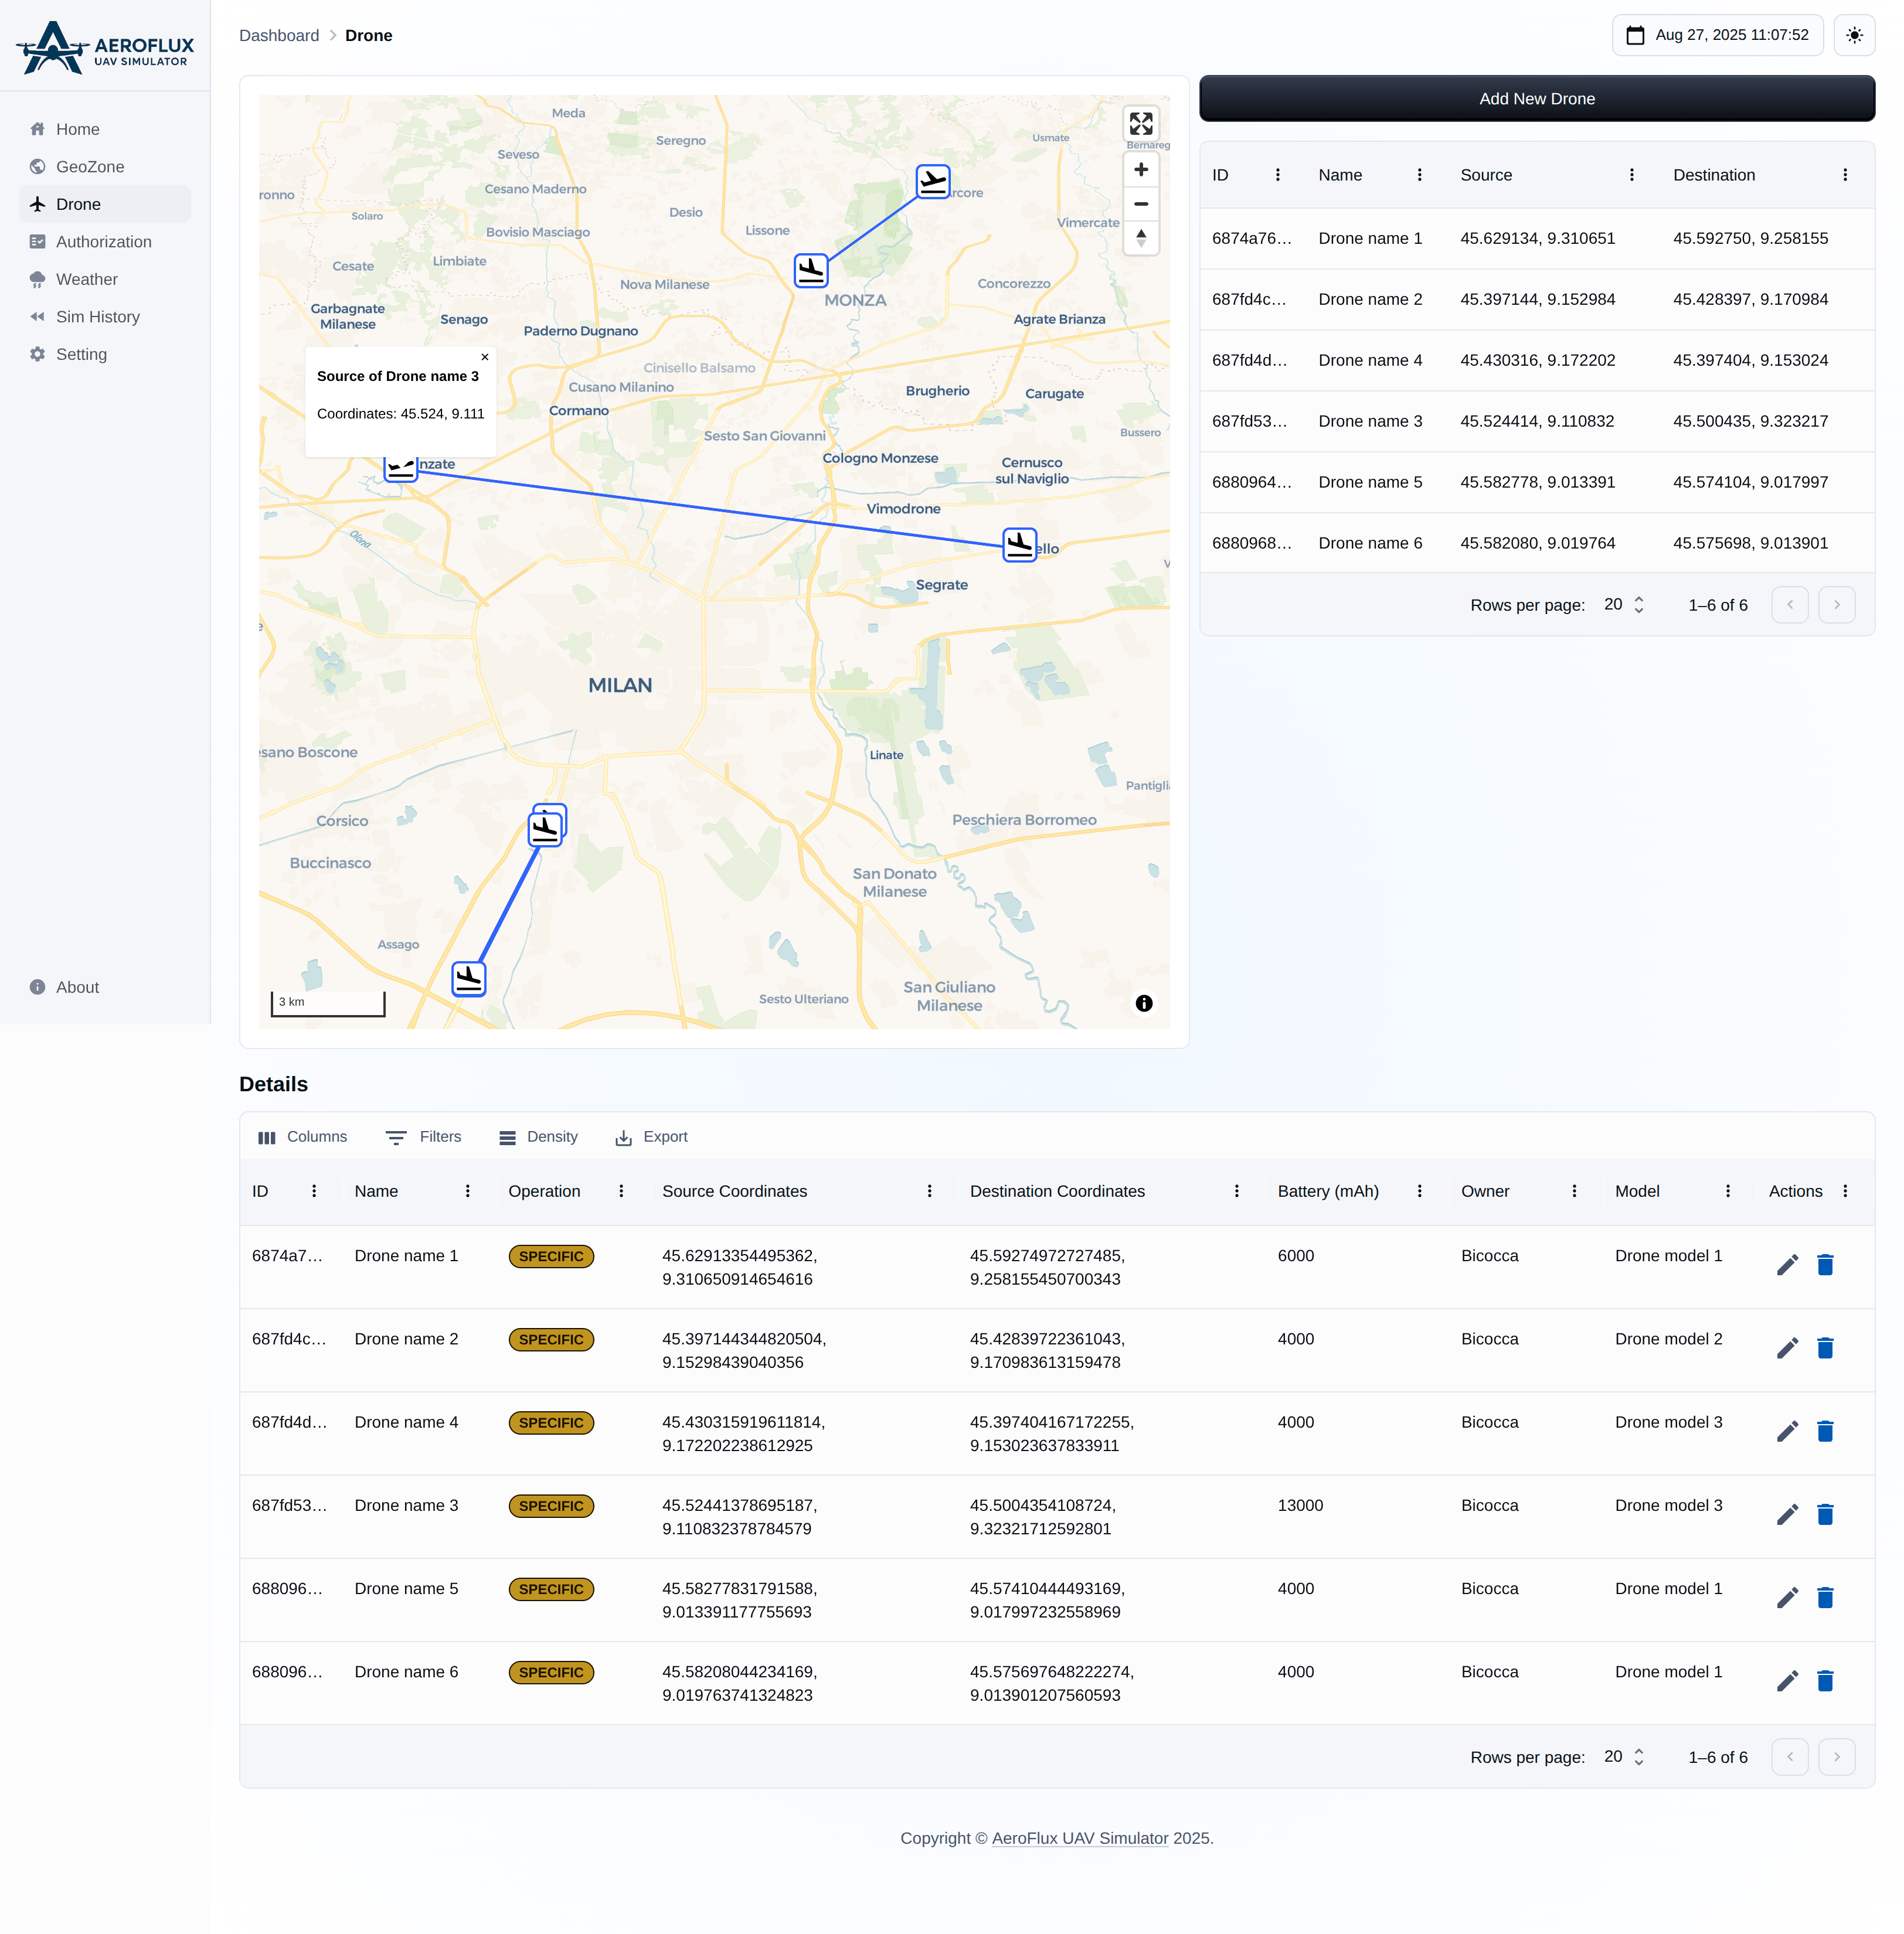 AEROFLUX
UAV SIMULATOR
Home
GeoZone
Drone
Authorization
Weather
Sim History
Setting
About
Dashboard > Drone
Aug 27, 2025 11:07:52
Meda
Seregno
Usmate
Bernareg
Seveso
ronno
Cesano Maderno
rcore
Solaro
Desio
Bovisio Masciago
Lissone
Vimercate
Cesate
Limbiate
Nova Milanese
Concorezzo
MONZA
Garbagnate
Milanese
Senago
Paderno Dugnano
Agrate Brianza
×
Source of Drone name 3
Coordinates: 45.524, 9.111
Cinisello Balsamo
Cusano Milanino
Brugherio
Carugate
Cormano
Sesto San Giovanni
Bussero
nzate
Cologno Monzese
Cernusco
sul Naviglio
Vimodrone
Olona
ello
Segrate
MILAN
sano Boscone
Linate
Pantigli
Corsico
Peschiera Borromeo
Buccinasco
San Donato
Milanese
Assago
Sesto Ulteriano
San Giuliano
Milanese
3 km
Add New Drone
ID Name Source Destination
6874a76... Drone name 1 45.629134, 9.310651 45.592750, 9.258155
687fd4c... Drone name 2 45.397144, 9.152984 45.428397, 9.170984
687fd4d... Drone name 4 45.430316, 9.172202 45.397404, 9.153024
687fd53... Drone name 3 45.524414, 9.110832 45.500435, 9.323217
6880964... Drone name 5 45.582778, 9.013391 45.574104, 9.017997
6880968... Drone name 6 45.582080, 9.019764 45.575698, 9.013901
Rows per page: 20 1–6 of 6
Details
Columns Filters Density Export
ID Name Operation Source Coordinates Destination Coordinates Battery (mAh) Owner Model Actions
6874a7... Drone name 1 SPECIFIC 45.62913354495362, 45.59274972727485, 6000 Bicocca Drone model 1
9.310650914654616 9.258155450700343
687fd4c... Drone name 2 SPECIFIC 45.397144344820504, 45.42839722361043, 4000 Bicocca Drone model 2
9.15298439040356 9.170983613159478
687fd4d... Drone name 4 SPECIFIC 45.430315919611814, 45.397404167172255, 4000 Bicocca Drone model 3
9.172202238612925 9.153023637833911
687fd53... Drone name 3 SPECIFIC 45.52441378695187, 45.5004354108724, 13000 Bicocca Drone model 3
9.110832378784579 9.32321712592801
688096... Drone name 5 SPECIFIC 45.58277831791588, 45.57410444493169, 4000 Bicocca Drone model 1
9.013391177755693 9.017997232558969
688096... Drone name 6 SPECIFIC 45.58208044234169, 45.575697648222274, 4000 Bicocca Drone model 1
9.019763741324823 9.013901207560593
Rows per page: 20 1–6 of 6
Copyright © AeroFlux UAV Simulator 2025.